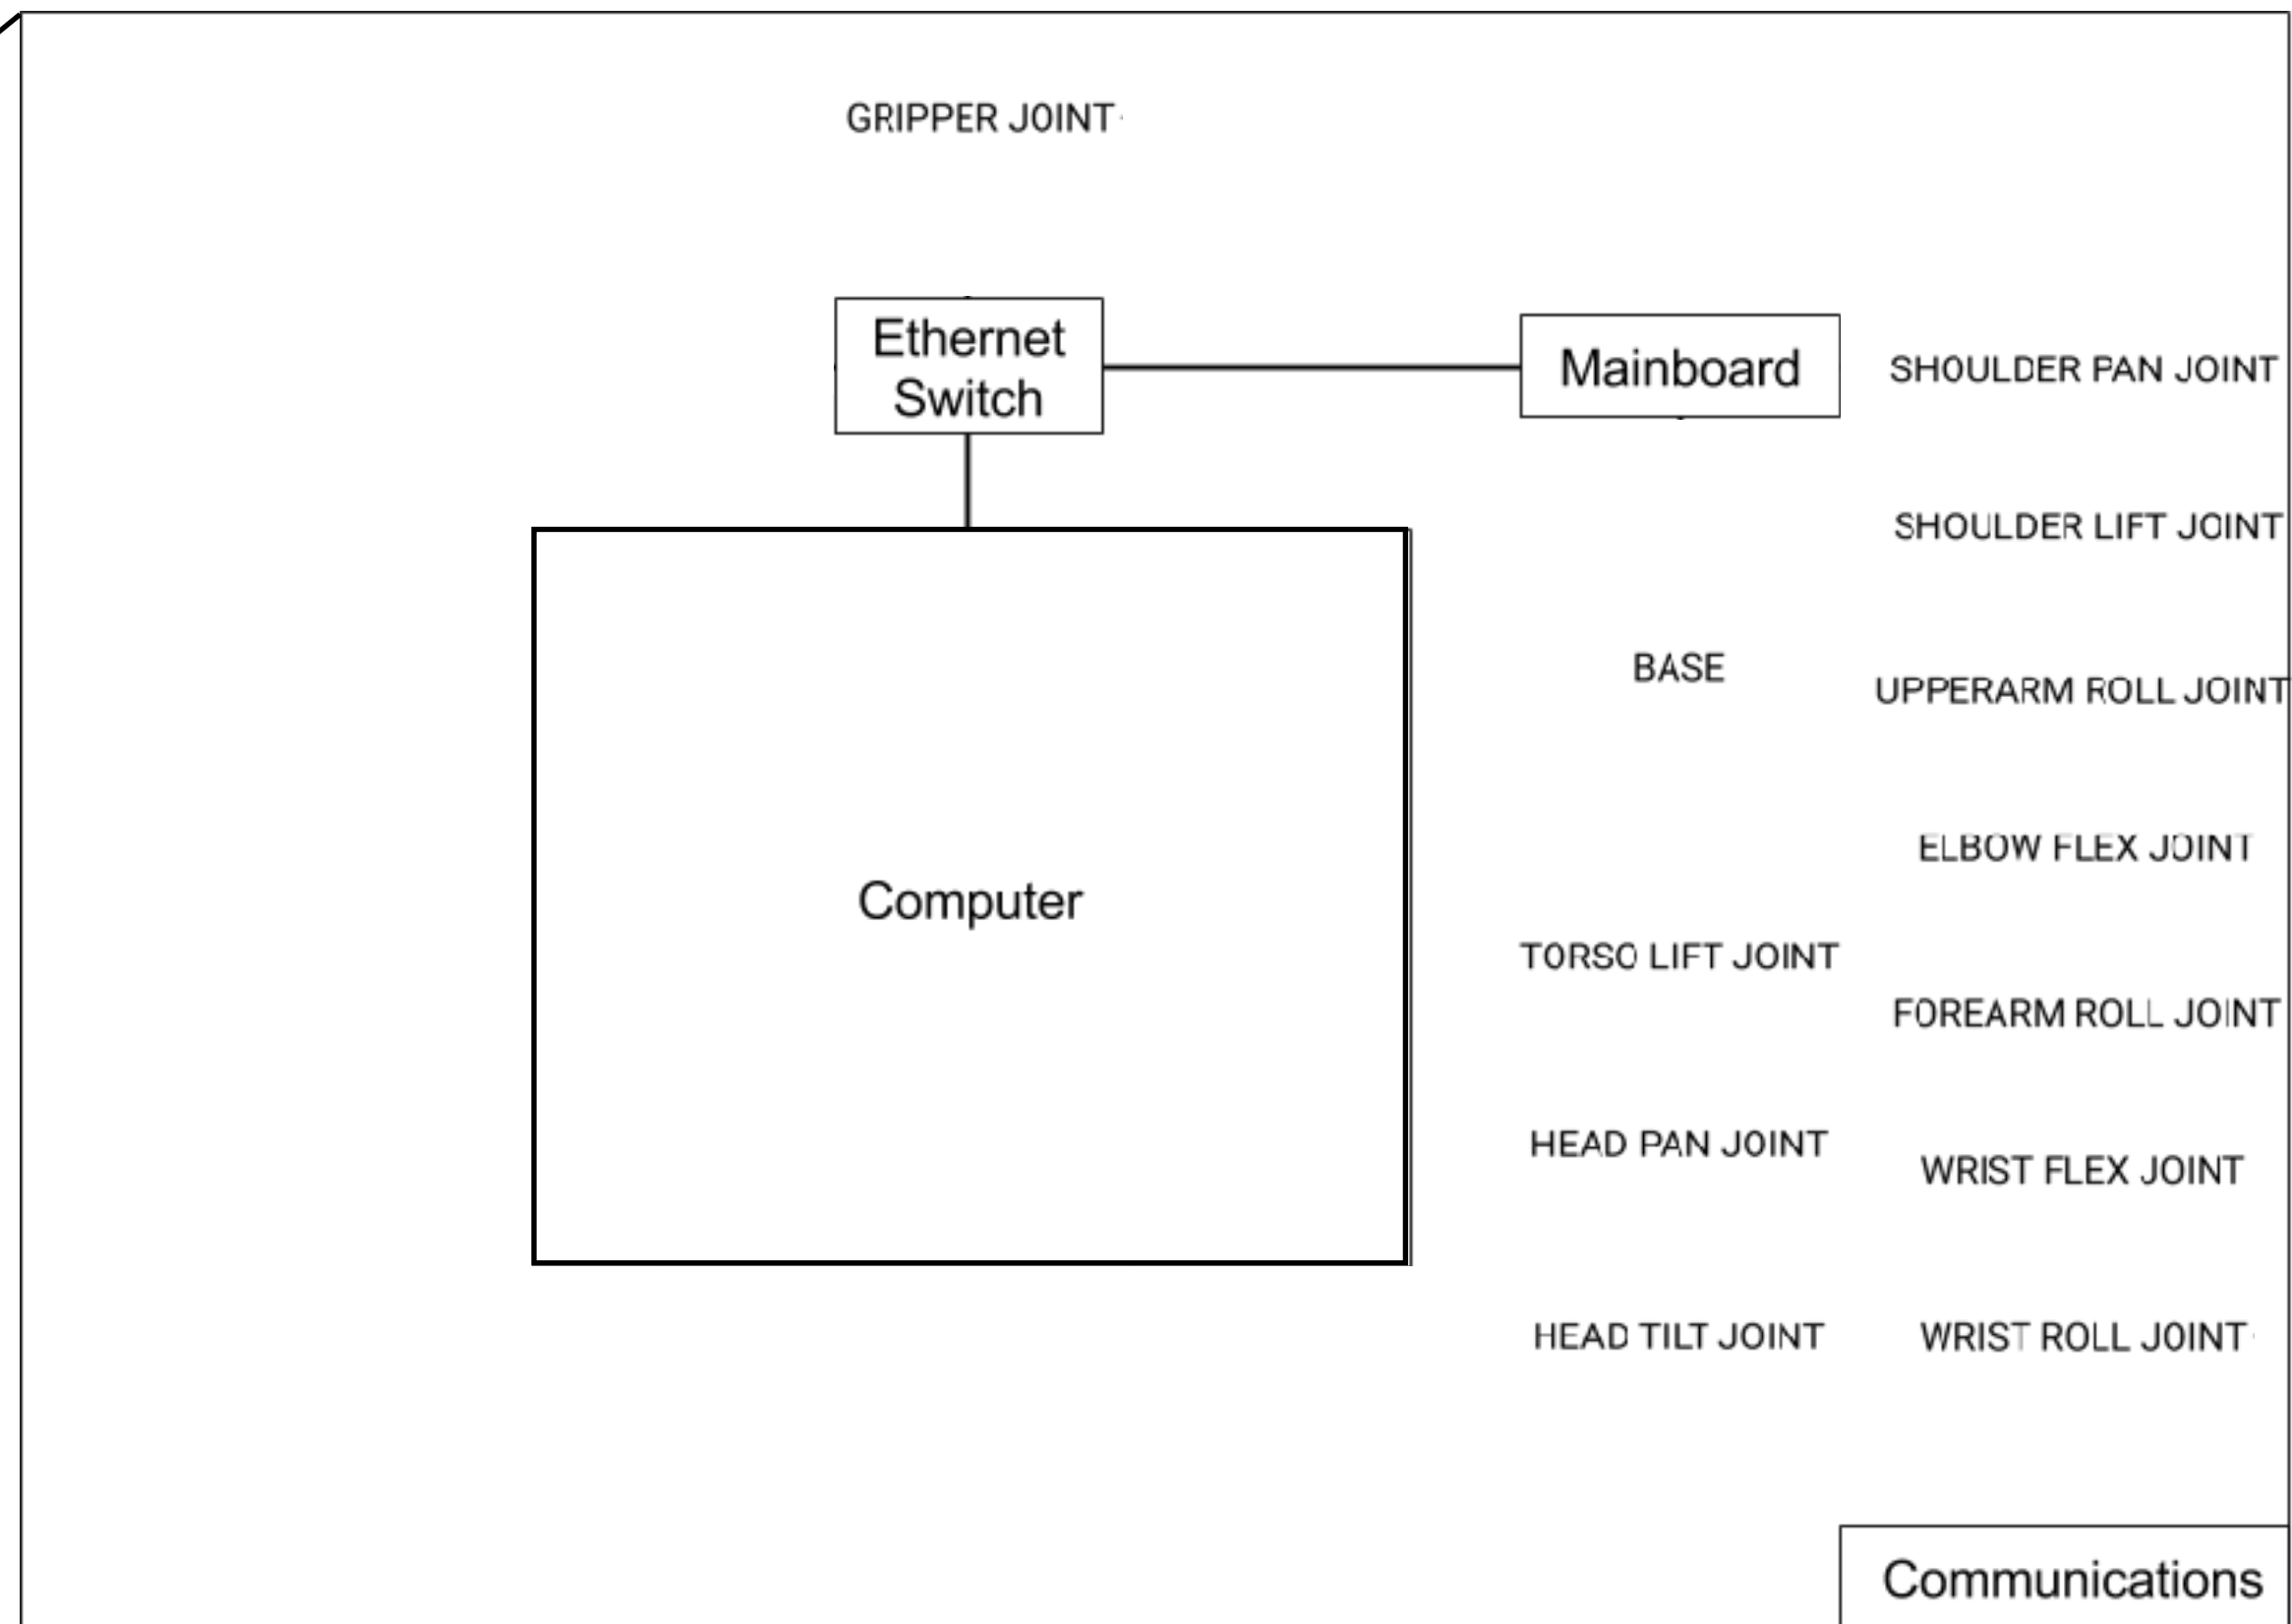 GRIPPER JOINT
Ethernet
Switch
Mainboard
SHOULDER PAN JOINT
SHOULDER LIFT JOINT
BASE
UPPERARM ROLL JOINT
ELBOW FLEX JOINT
Computer
TORSO LIFT JOINT
FOREARM ROLL JOINT
HEAD PAN JOINT
WRIST FLEX JOINT
HEAD TILT JOINT
WRIST ROLL JOINT
Communications